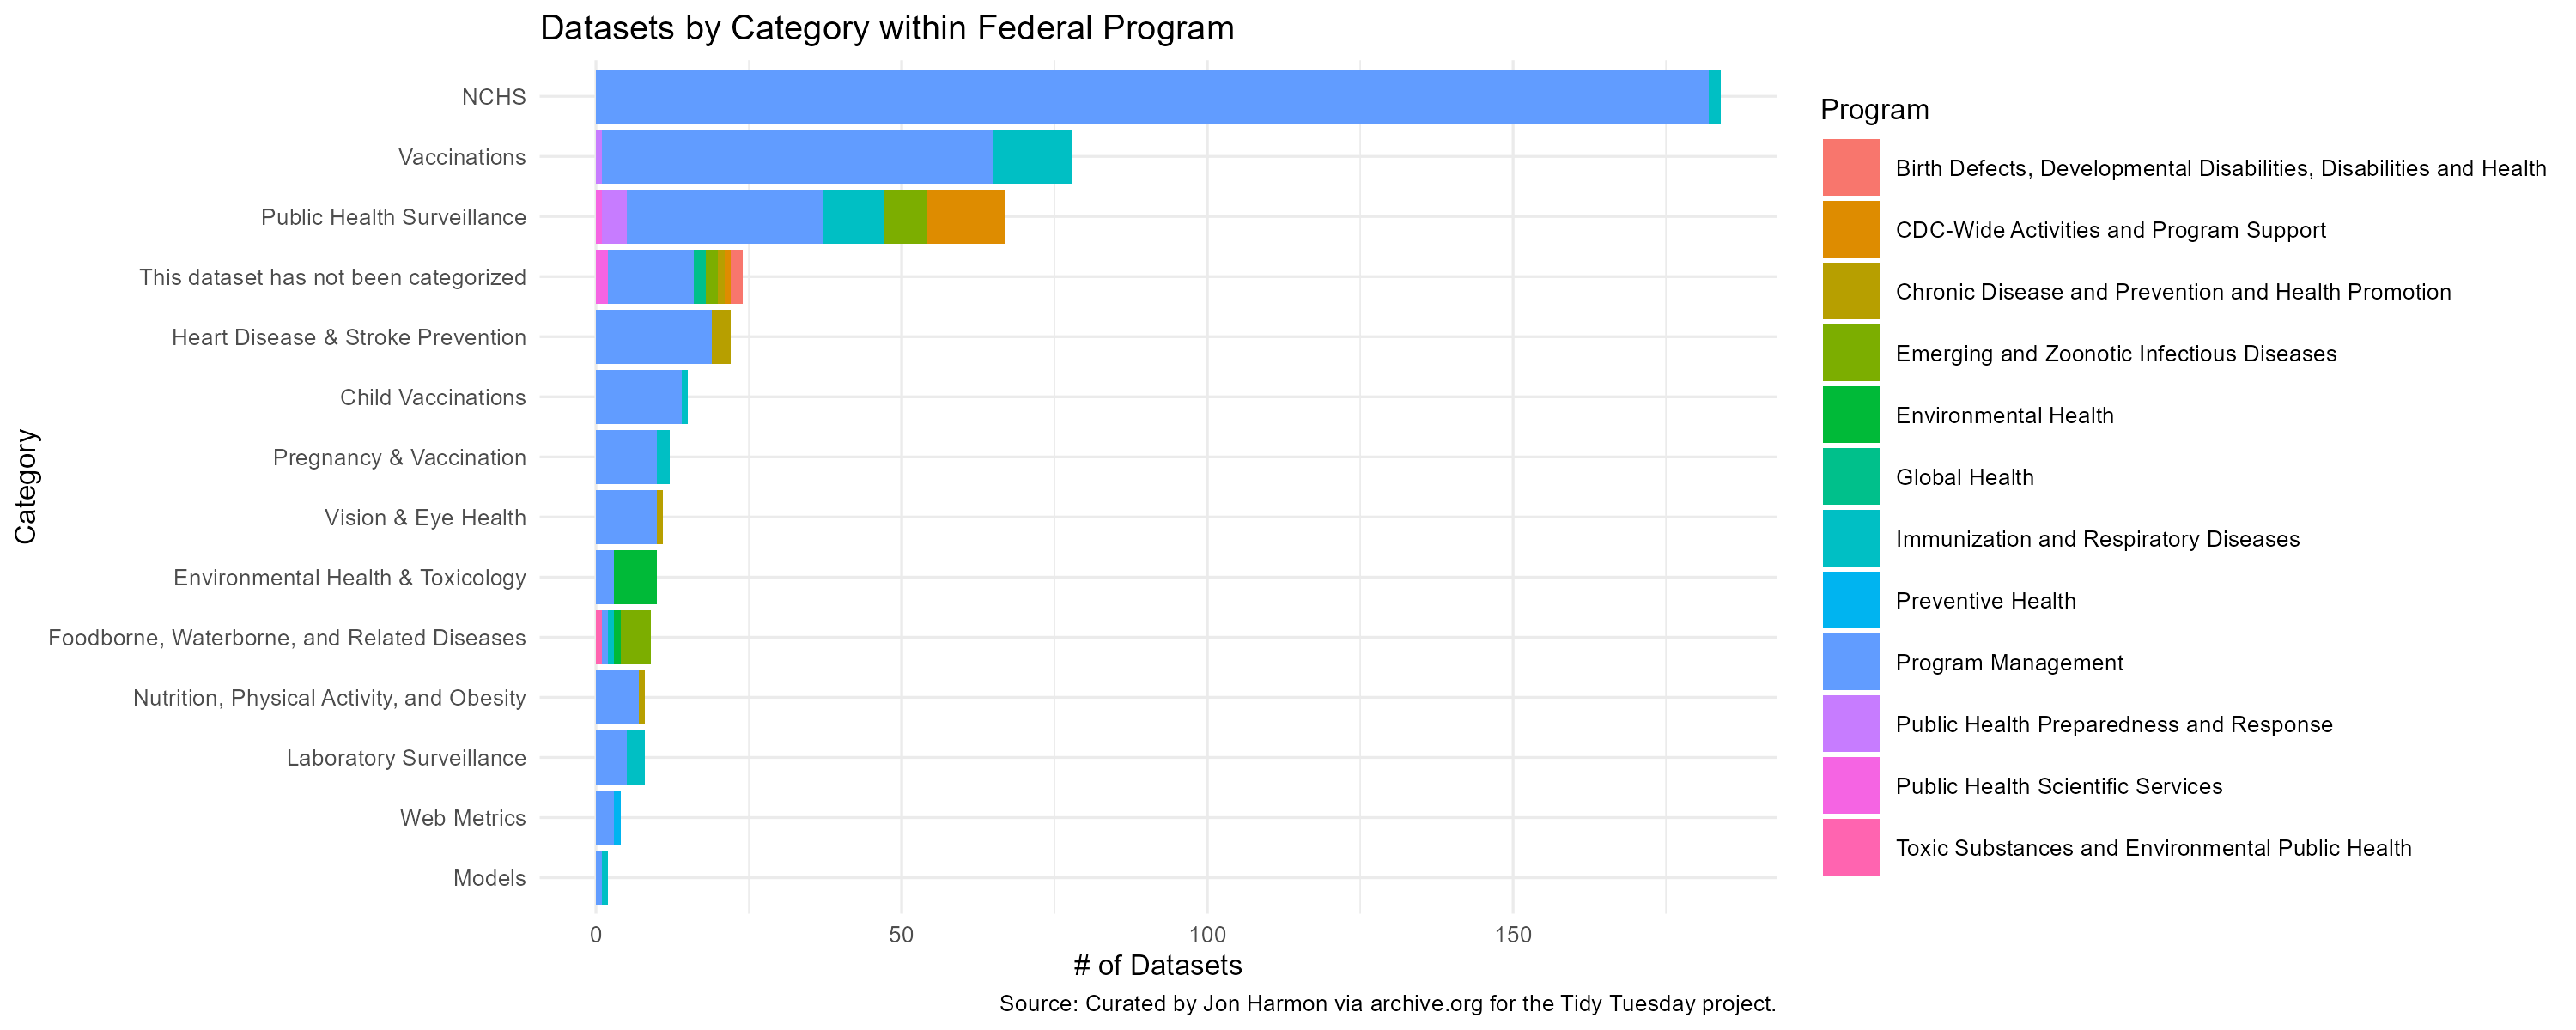 Datasets by Category within Federal Program
NCHS
Vaccinations
Public Health Surveillance
This dataset has not been categorized
Heart Disease & Stroke Prevention
Child Vaccinations
Pregnancy & Vaccination
Vision & Eye Health
Environmental Health & Toxicology
Foodborne, Waterborne, and Related Diseases
Nutrition, Physical Activity, and Obesity
Laboratory Surveillance
Web Metrics
Models
Category
0 50 100 150
# of Datasets
Source: Curated by Jon Harmon via archive.org for the Tidy Tuesday project.
Program
Birth Defects, Developmental Disabilities, Disabilities and Health
CDC-Wide Activities and Program Support
Chronic Disease and Prevention and Health Promotion
Emerging and Zoonotic Infectious Diseases
Environmental Health
Global Health
Immunization and Respiratory Diseases
Preventive Health
Program Management
Public Health Preparedness and Response
Public Health Scientific Services
Toxic Substances and Environmental Public Health